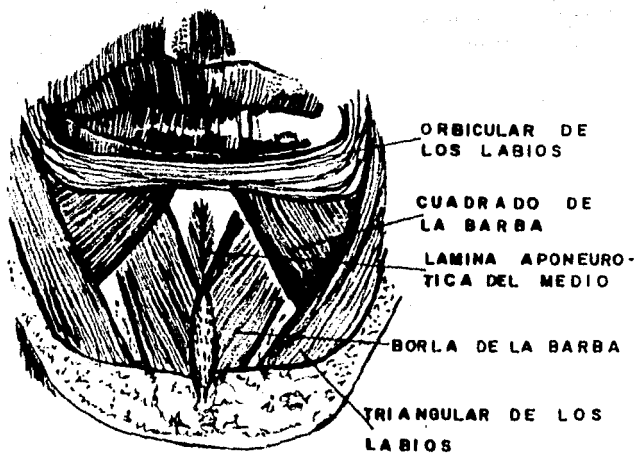 ORBICULAR DE
LOS LABIOS
CUADRADO DE
LA BARBA
LAMINA APONEURO-
TICA DEL MEDIO
BORLA DE LA BARBA
TRIANGULAR DE LOS
LABIOS